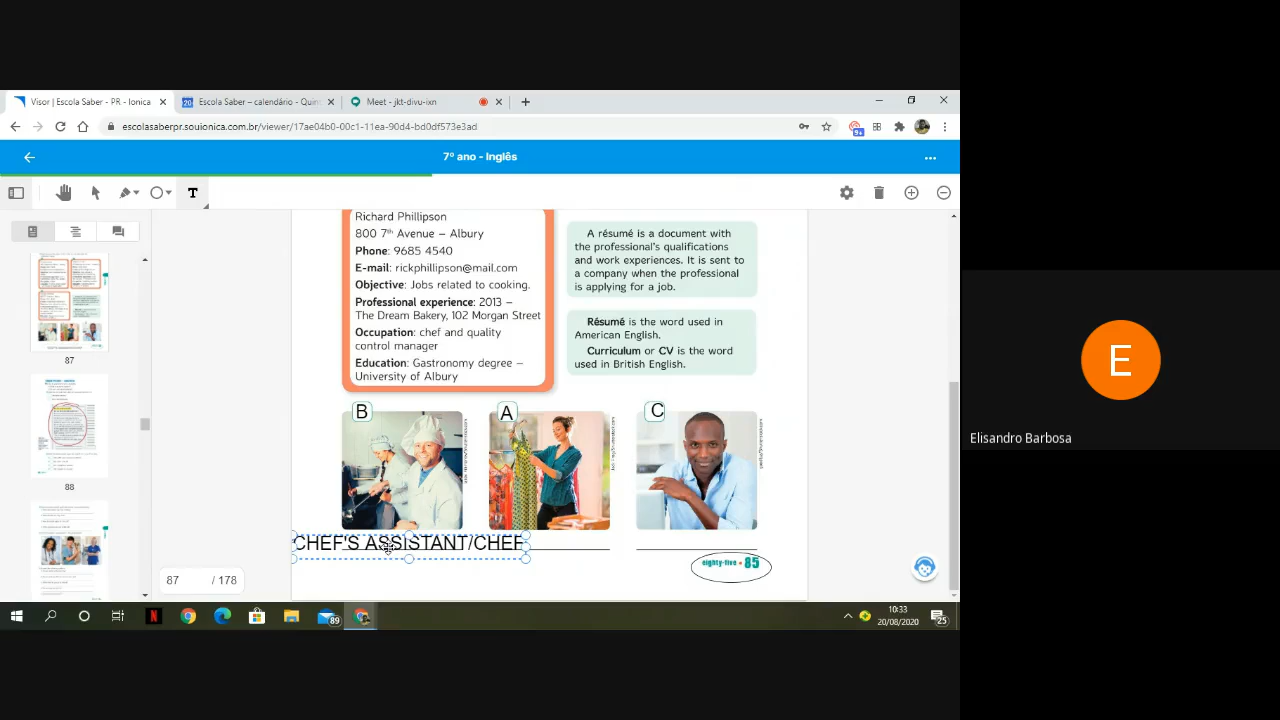 Visor | Escola Saber - PR - Ionica
Escola Saber – calendário - Quin
Meet - jkt-divu-ixn
escolasaberpr.souionica.com.br/viewer/17ae04b0-00c1-11ea-90d4-bd0df573e3ad
9+
7º ano - Inglês
T
87
88
Richard Phillipson
800 7th Avenue – Albury
Phone: 9685 4540
E-mail: rickphillipson@mail.com
Objective: Jobs related to cooking.
Professional experience: 2013
The Dream Bakery, 102 Morgan Street
Occupation: chef and quality
control manager
Education: Gastronomy degree –
University of Albury
A résumé is a document with
the professional's qualifications
and work experiences. It is sent
to a company where the professional
is applying for a job.
Résumé is the word used in
American English.
Curriculum or CV is the word
used in British English.
B
A
C
CHEF'S ASSISTANT/CHEF
eighty-five • 85
87 / 178
E
Elisandro Barbosa
89
10:33
20/08/2020
25